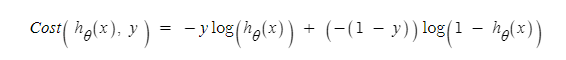 Cost( hθ(x), y ) = − y log( hθ(x) ) + (−(1 − y)) log(1 − hθ(x))